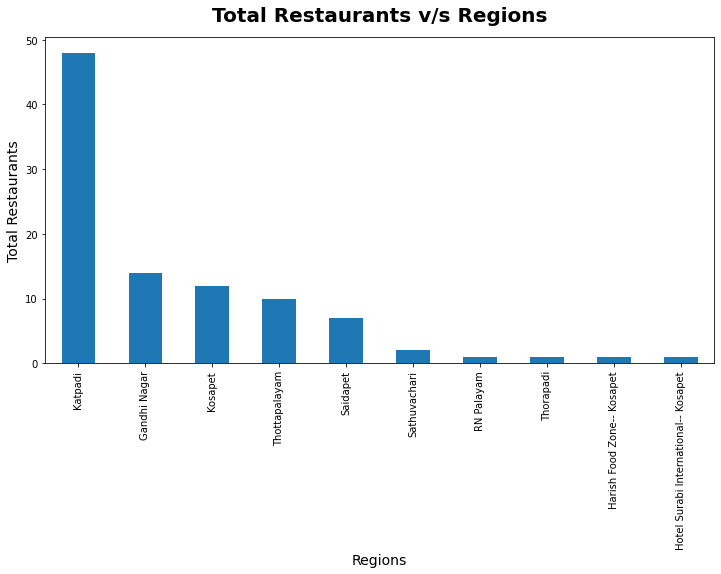 Total Restaurants v/s Regions
Total Restaurants
50
40
30
20
10
0
Katpadi
Gandhi Nagar
Kosapet
Thottapalayam
Saidapet
Sathuvachari
RN Palayam
Thorapadi
Harish Food Zone-- Kosapet
Hotel Surabi International-- Kosapet
Regions